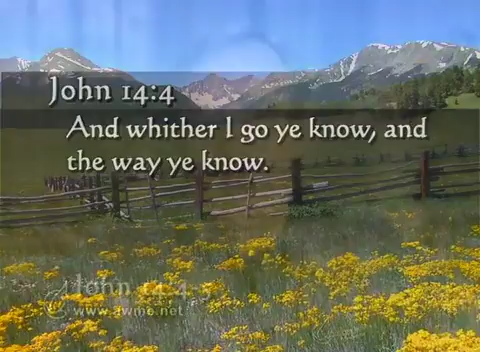 John 14:4
And whither I go ye know, and
the way ye know.
John 14:4
www.awmc.net